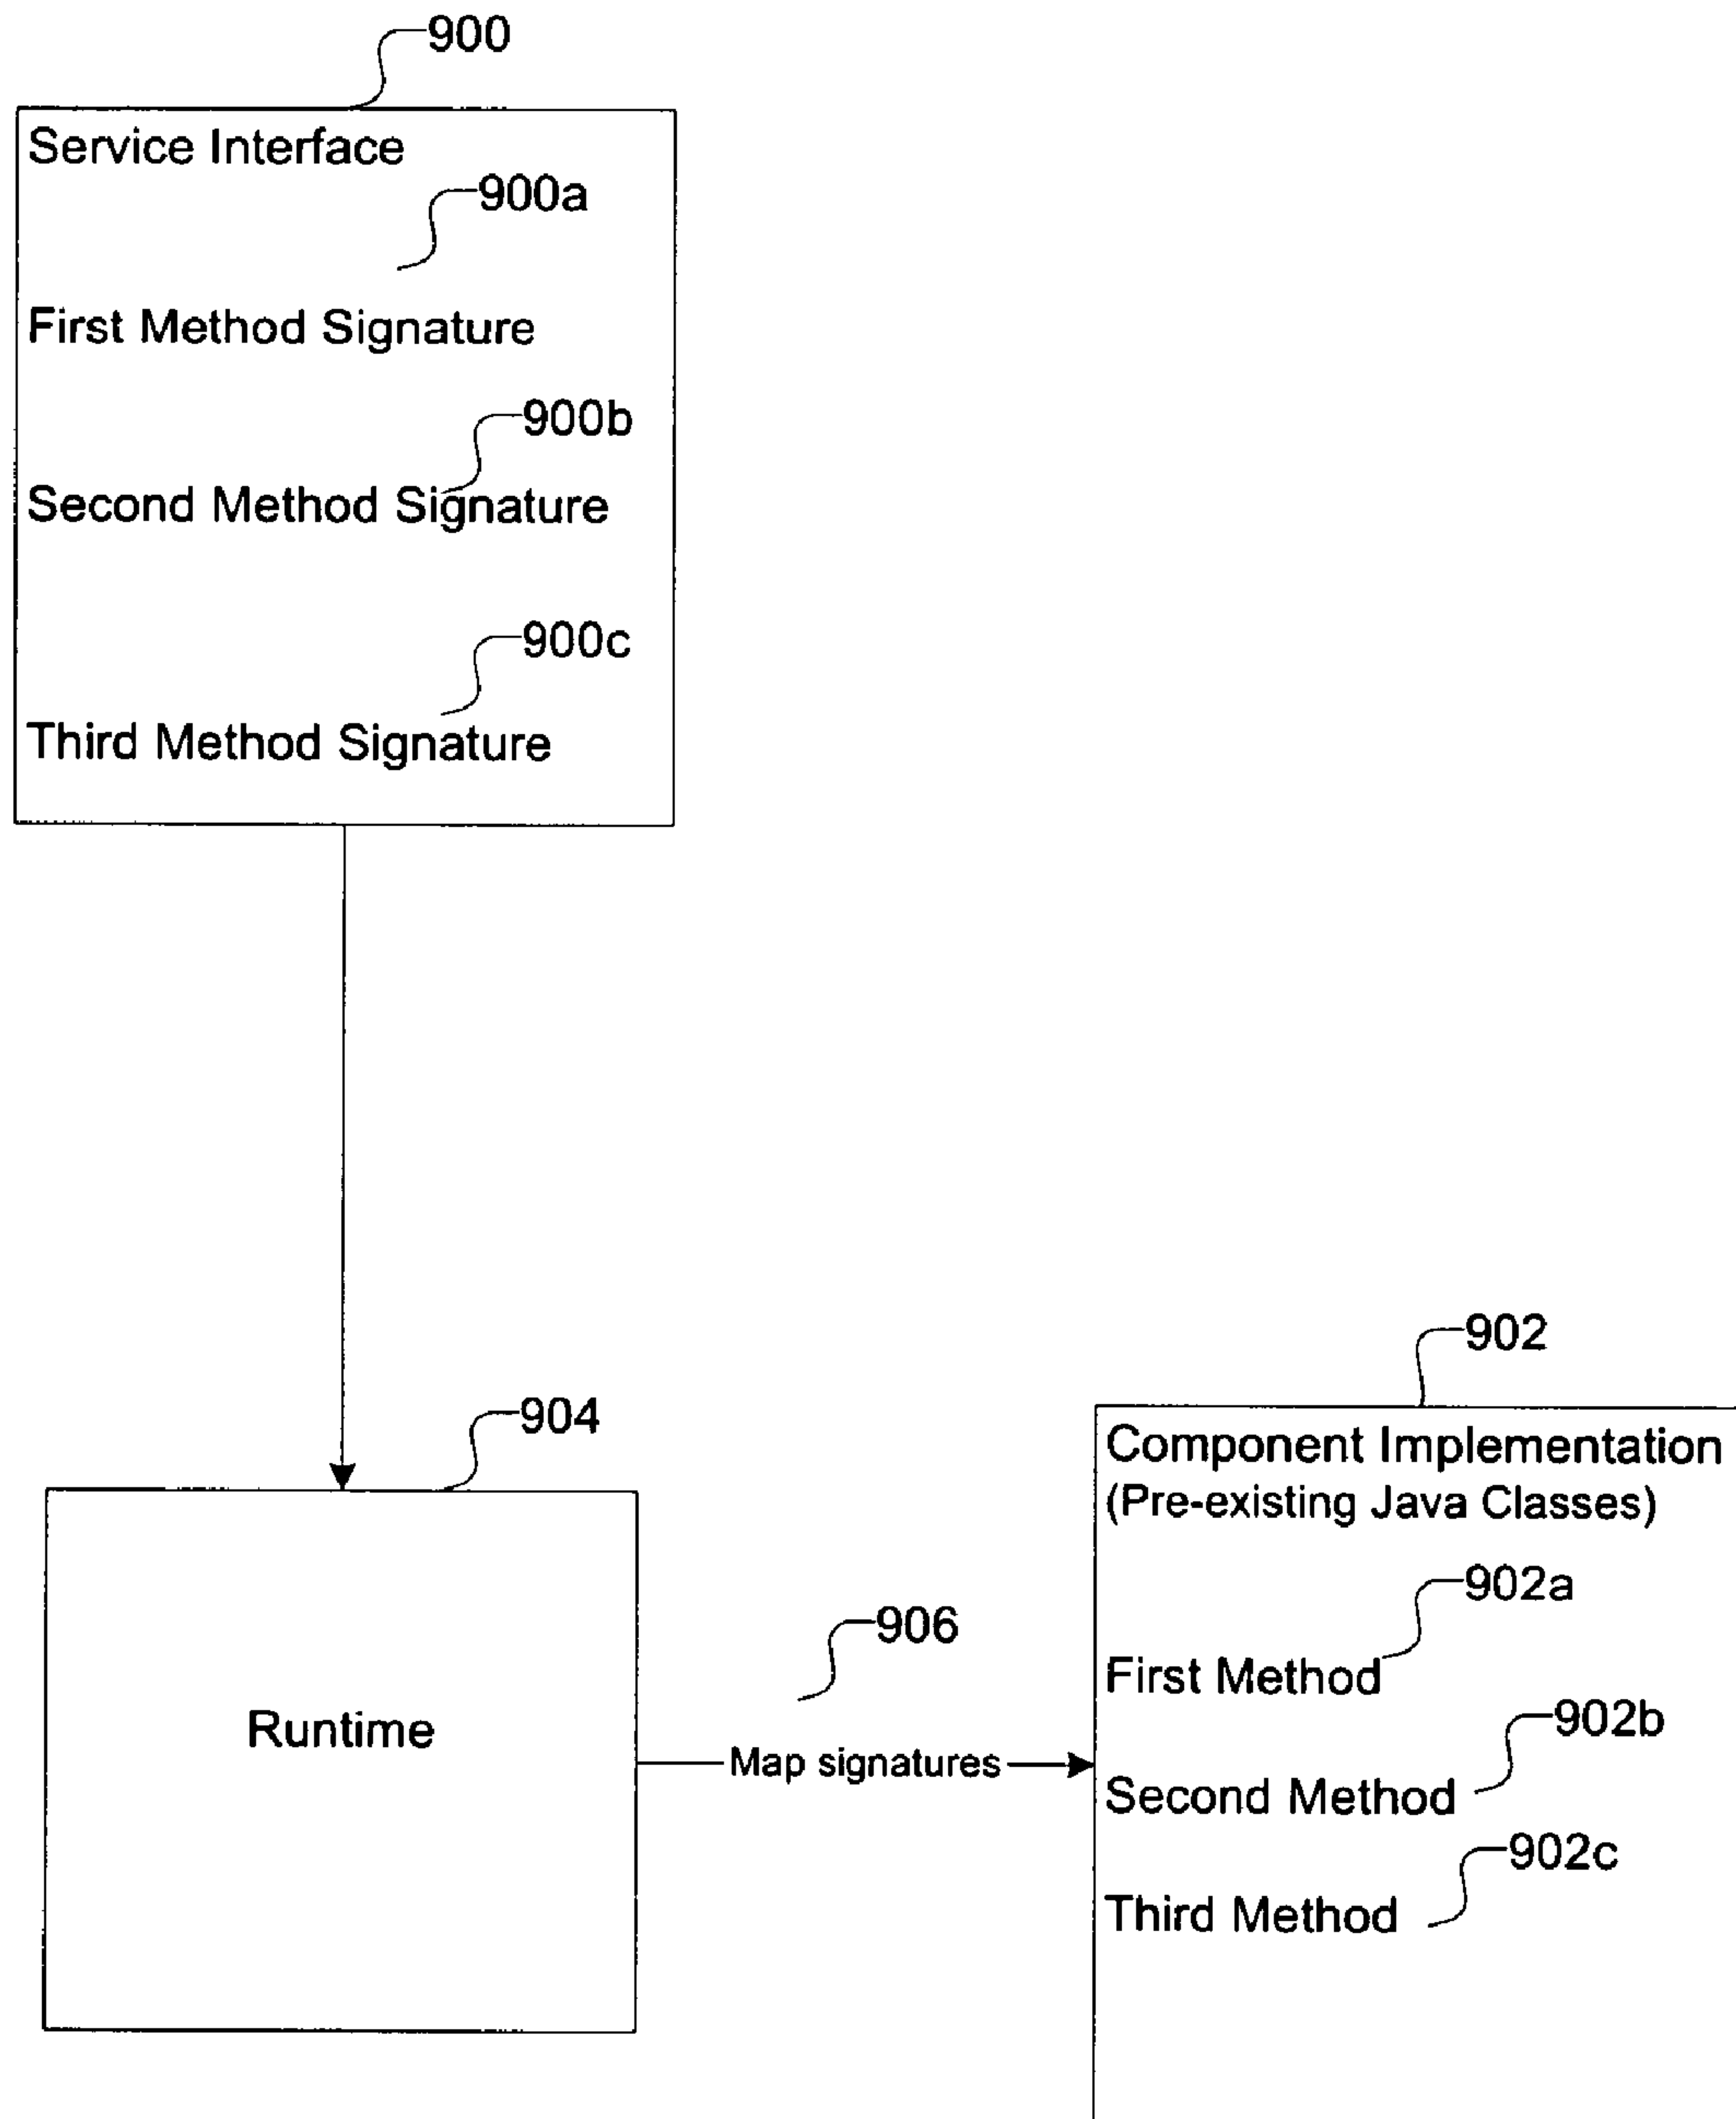 900
Service Interface
900a
First Method Signature
900b
Second Method Signature
900c
Third Method Signature
902
904
Component Implementation
(Pre-existing Java Classes)
902a
906
First Method
902b
Runtime
Map signatures
Second Method
902c
Third Method